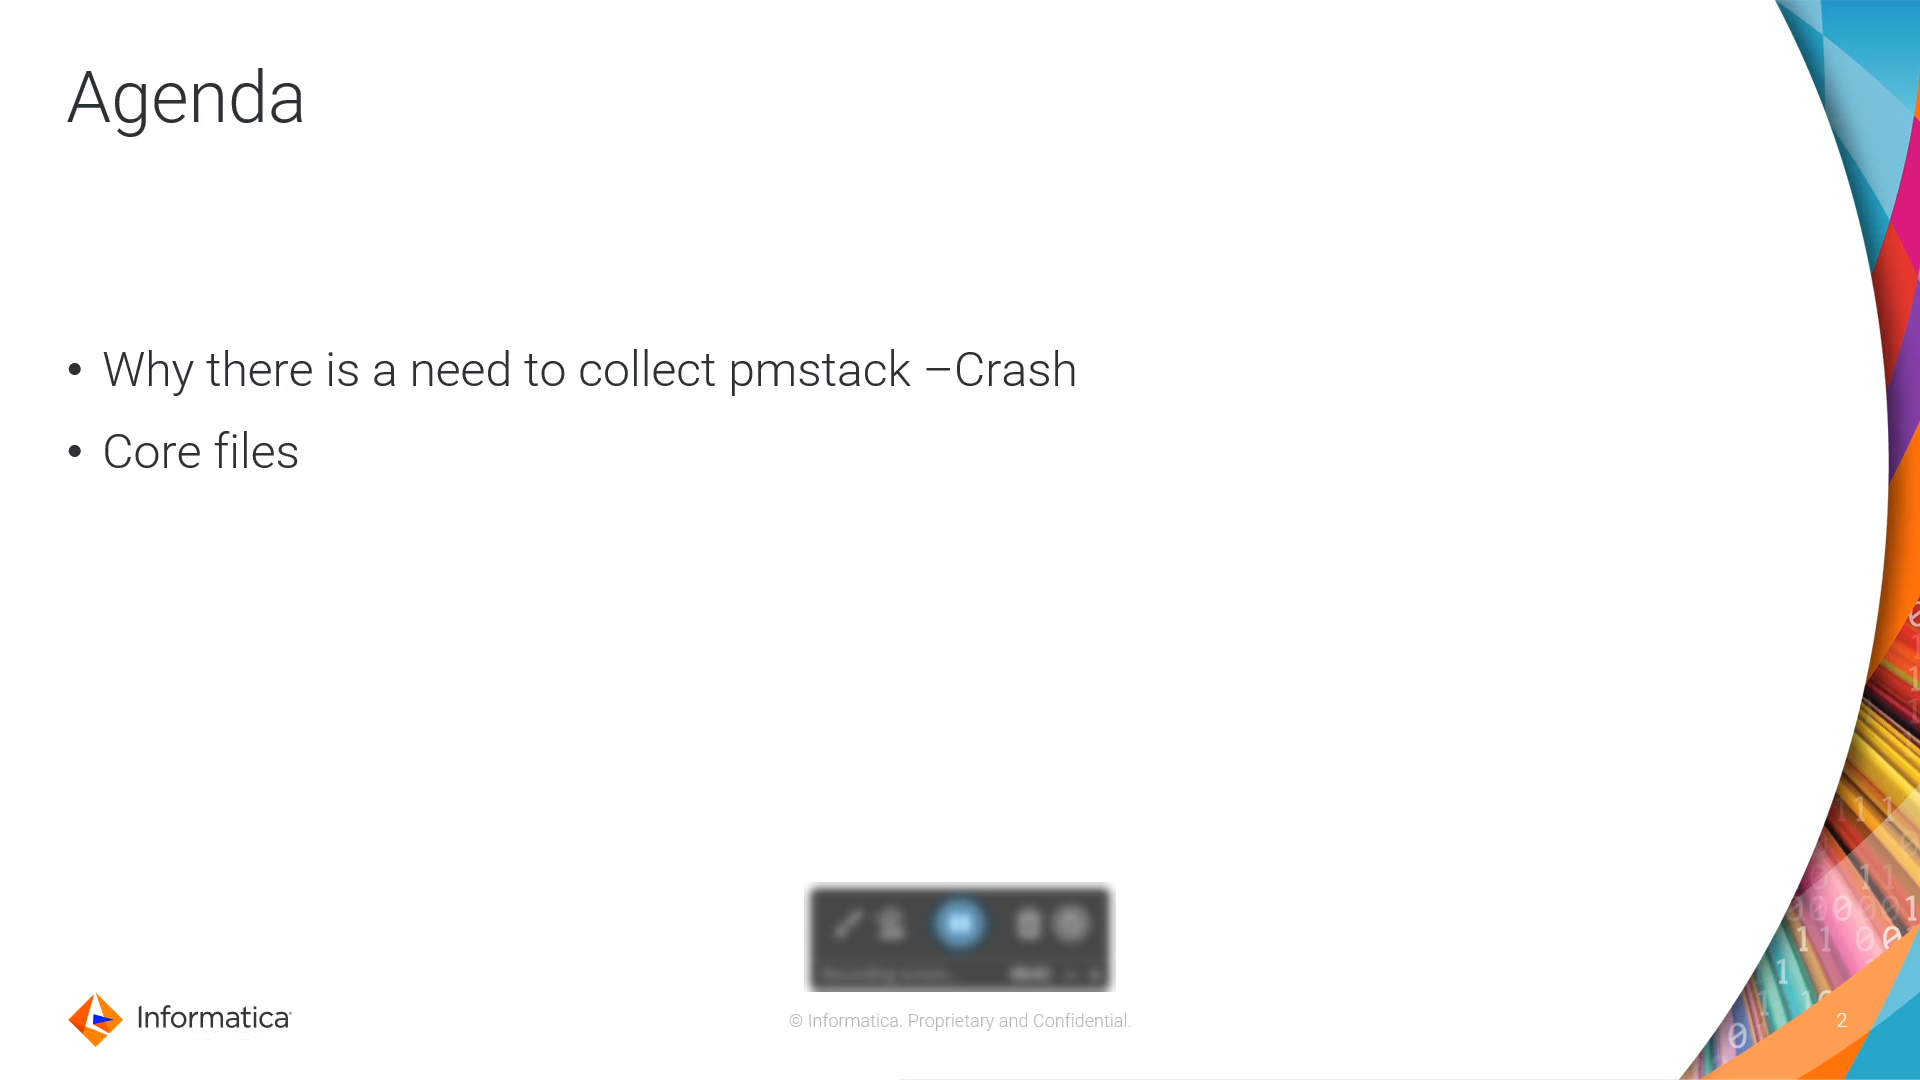 Agenda
• Why there is a need to collect pmstack –Crash
• Core files
Informatica
© Informatica. Proprietary and Confidential.
2